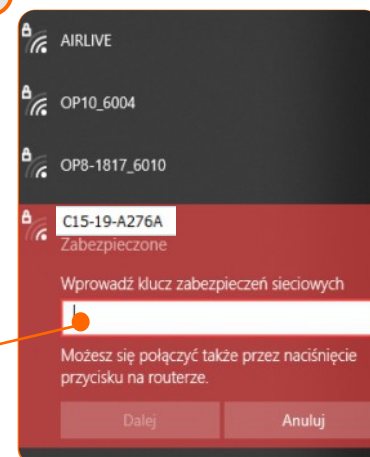 AIRLIVE
OP10_6004
OP8-1817_6010
C15-19-A276A
Zabezpieczone
Wprowadź klucz zabezpieczeń sieciowych
Możesz się połączyć także przez naciśnięcie
przycisku na routerze.
Dalej Anuluj